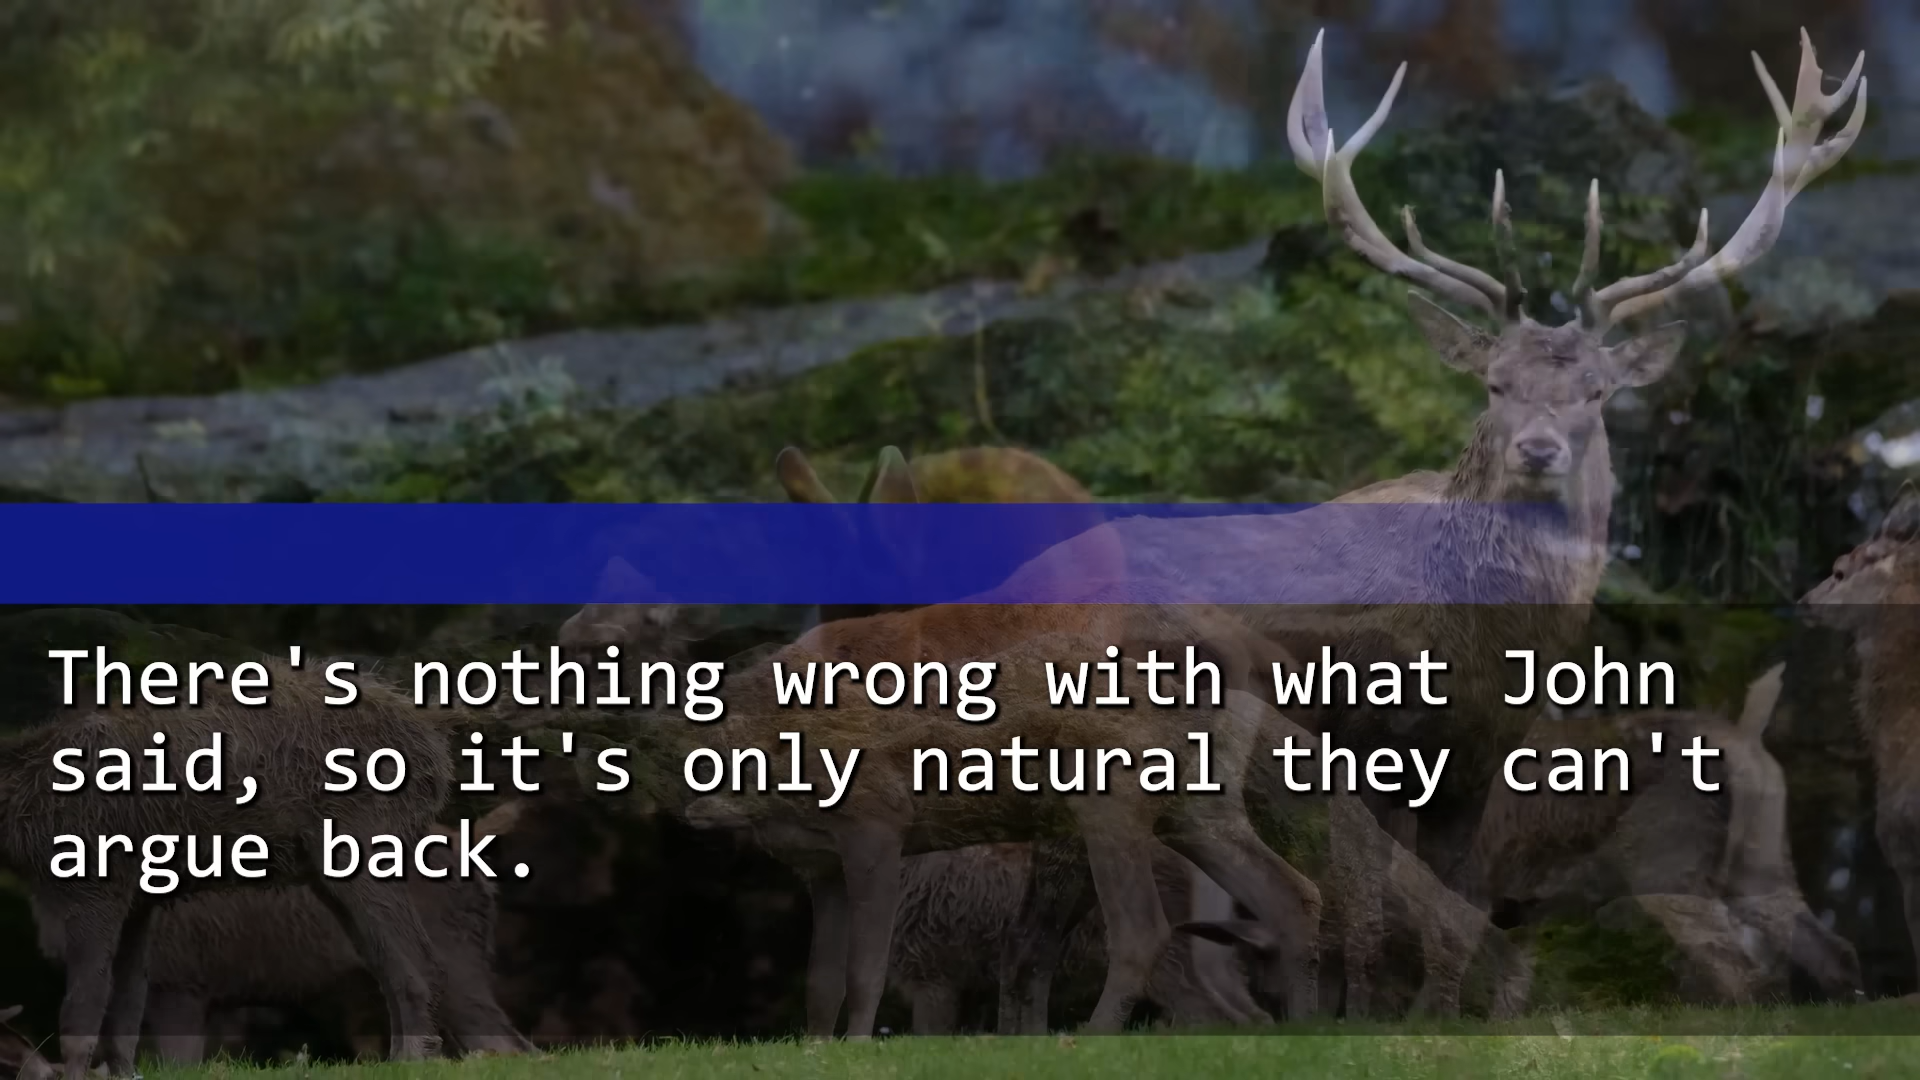 There's nothing wrong with what John
said, so it's only natural they can't
argue back.